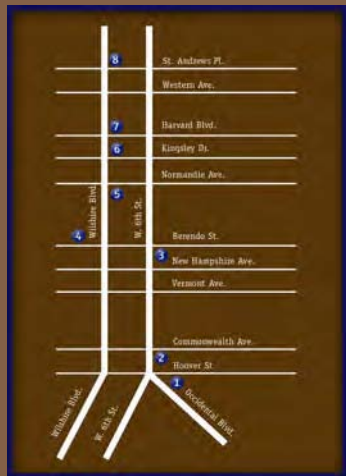 8
St. Andrews Pl.
Western Ave.
7
Harvard Blvd.
6
Kingsley Dr.
Normandie Ave.
5
Wilshire Blvd.
W. 6th St.
4
Berendo St.
3
New Hampshire Ave.
Vermont Ave.
Commonwealth Ave.
2
Hoover St
1
Wilshire Blvd.
W. 6th St.
Occidental Blvd.